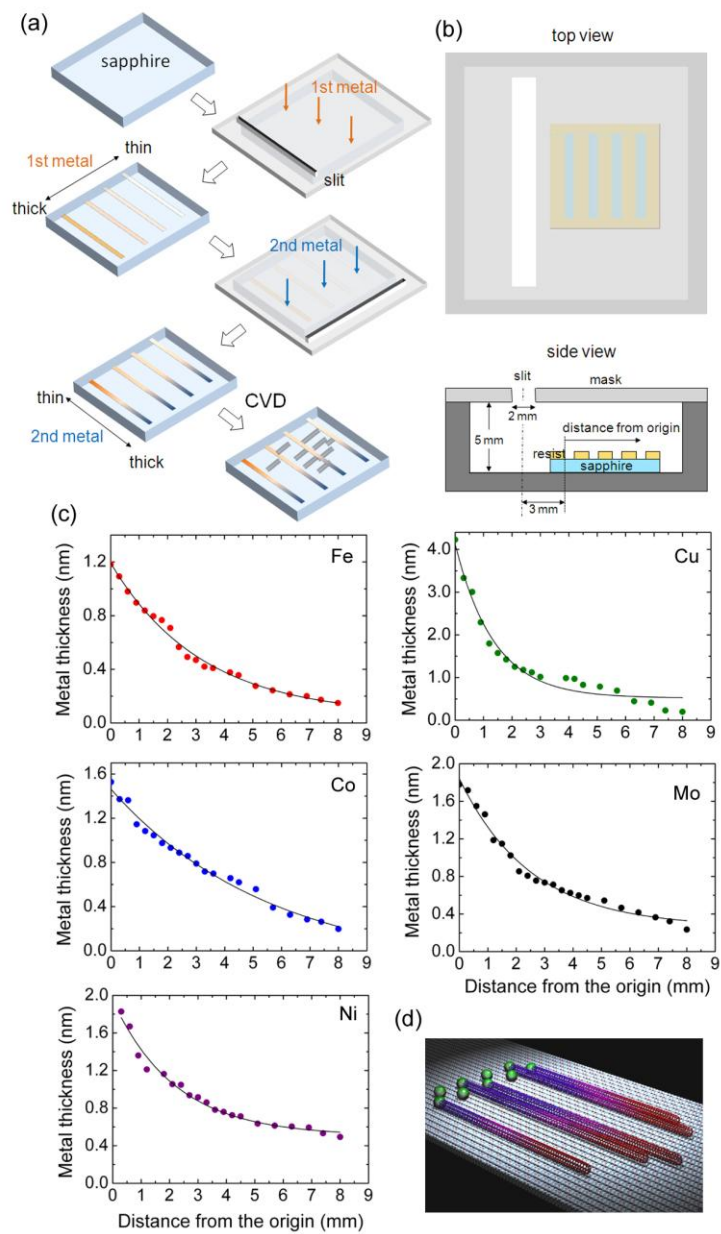 (a)
sapphire
1st metal
slit
1st metal
thin
thick
2nd metal
thin
2nd metal
thick
CVD
(b)
top view
side view
slit
mask
2 mm
5 mm
distance from origin
resist
sapphire
3 mm
(c)
Fe
Metal thickness (nm)
1.2
0.8
0.4
0.0
0 1 2 3 4 5 6 7 8 9
Cu
Metal thickness (nm)
4.0
3.0
2.0
1.0
0.0
0 1 2 3 4 5 6 7 8 9
Co
Metal thickness (nm)
1.6
1.2
0.8
0.4
0.0
0 1 2 3 4 5 6 7 8 9
Mo
Metal thickness (nm)
2.0
1.6
1.2
0.8
0.4
0.0
0 1 2 3 4 5 6 7 8 9
Distance from the origin (mm)
Ni
Metal thickness (nm)
2.0
1.6
1.2
0.8
0.4
0.0
0 1 2 3 4 5 6 7 8 9
Distance from the origin (mm)
(d)